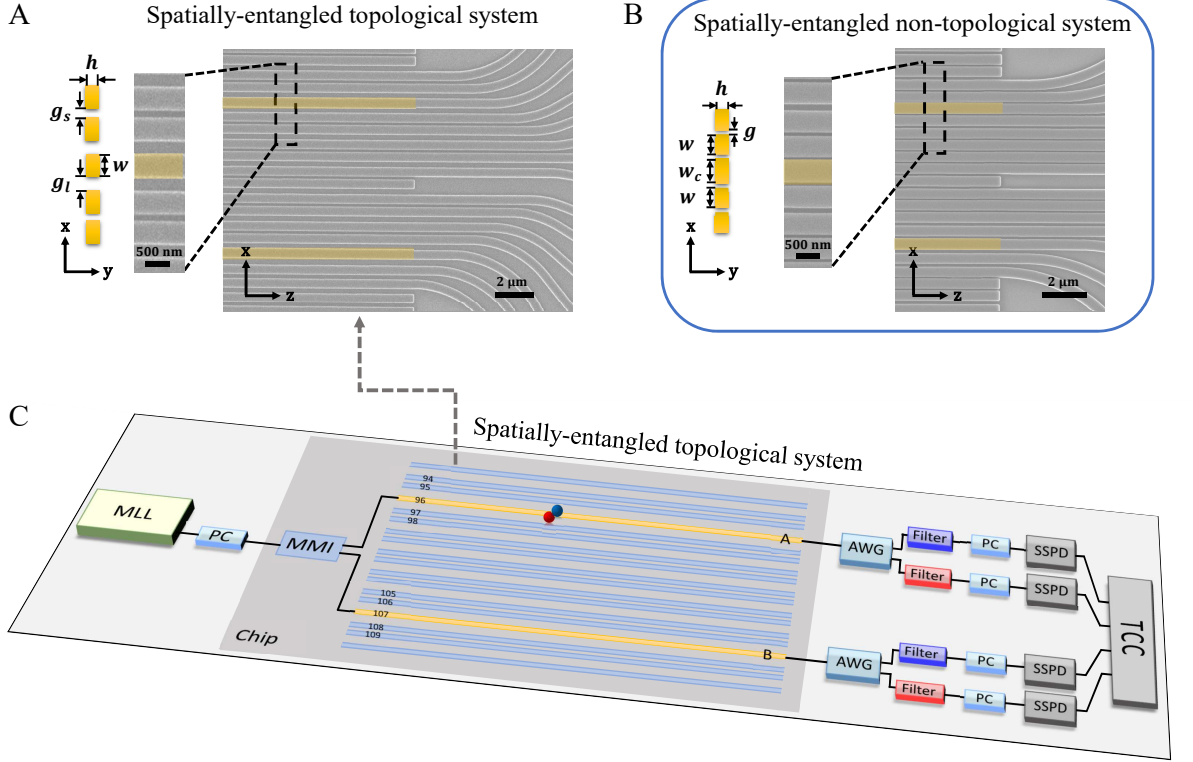 A
Spatially-entangled topological system
h
g_s
w
g_l
x
y
500 nm
x
z
2 μm
B
Spatially-entangled non-topological system
h
g
w
w_c
w
x
y
500 nm
x
z
2 μm
C
Spatially-entangled topological system
MLL
PC
MMI
Chip
94
95
96
97
98
105
106
107
108
109
A
B
AWG
Filter
PC
SSPD
Filter
PC
SSPD
AWG
Filter
PC
SSPD
Filter
PC
SSPD
TCC